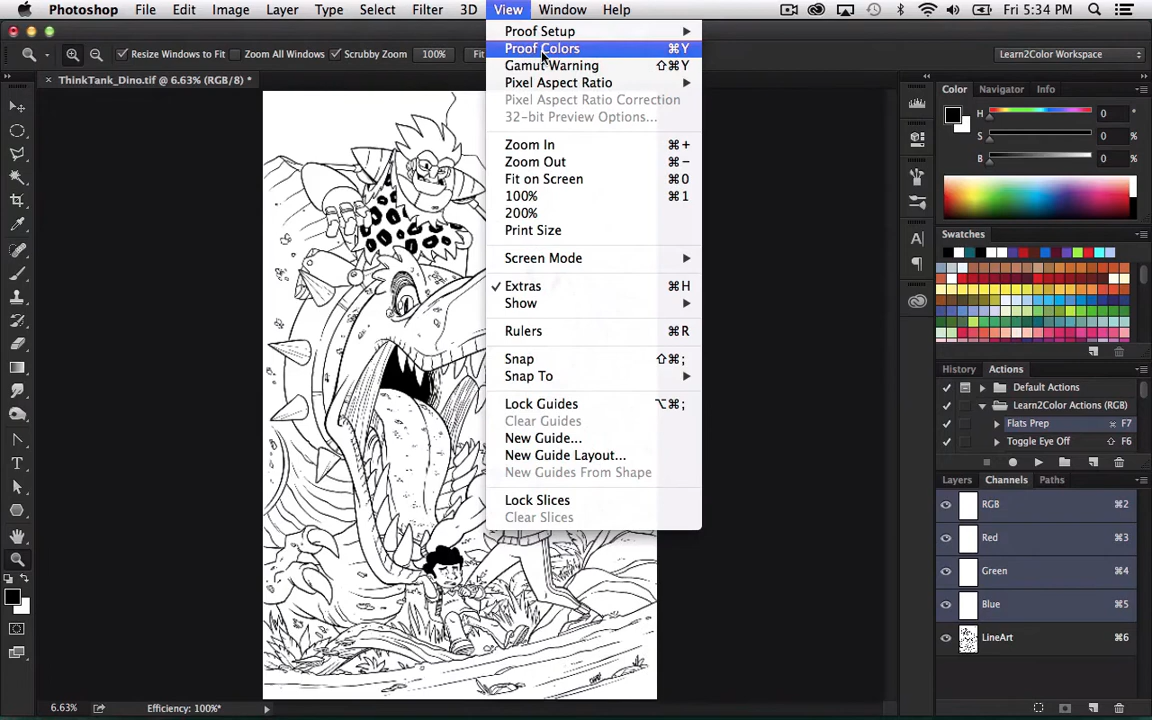 Photoshop File Edit Image Layer Type Select Filter 3D View Window Help Fri 5:34 PM
Resize Windows to Fit Zoom All Windows Scrubby Zoom 100% Fit Learn2Color Workspace
× ThinkTank_Dino.tif @ 6.63% (RGB/8) *
Proof Setup
Proof Colors ⌘Y
Gamut Warning ⇧⌘Y
Pixel Aspect Ratio
Pixel Aspect Ratio Correction
32-bit Preview Options...
Zoom In ⌘+
Zoom Out ⌘−
Fit on Screen ⌘0
100% ⌘1
200%
Print Size
Screen Mode
Extras ⌘H
Show
Rulers ⌘R
Snap ⇧⌘;
Snap To
Lock Guides ⌥⌘;
Clear Guides
New Guide...
New Guide Layout...
New Guides From Shape
Lock Slices
Clear Slices
Color Navigator Info
H 0 °
S 0 %
B 0 %
Swatches
History Actions
Default Actions
Learn2Color Actions (RGB)
Flats Prep F7
Toggle Eye Off ⇧ F6
Layers Channels Paths
RGB ⌘2
Red ⌘3
Green ⌘4
Blue ⌘5
LineArt ⌘6
6.63% Efficiency: 100%*